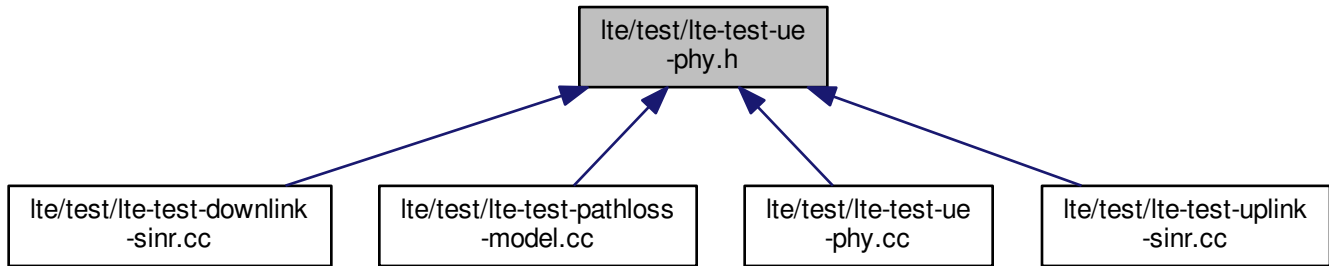 lte/test/lte-test-ue
-phy.h
lte/test/lte-test-downlink
-sinr.cc
lte/test/lte-test-pathloss
-model.cc
lte/test/lte-test-ue
-phy.cc
lte/test/lte-test-uplink
-sinr.cc